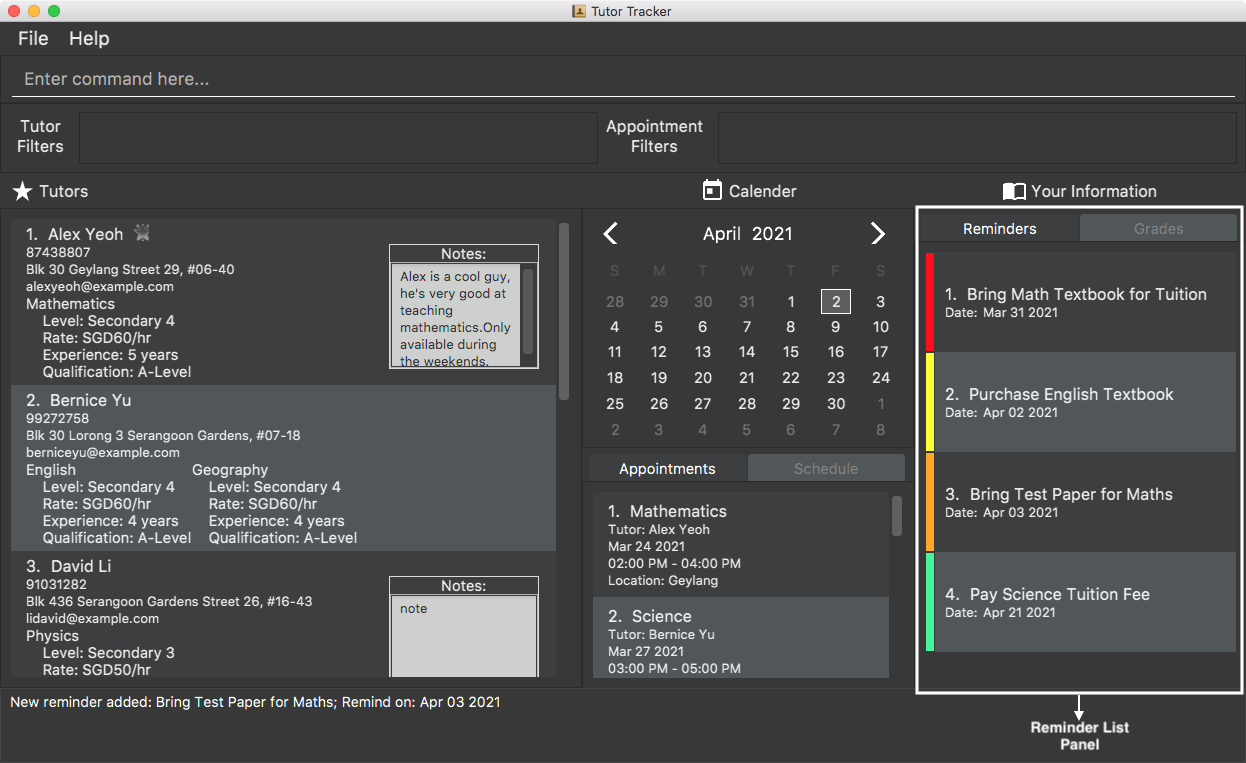 Tutor Tracker
File Help
Enter command here...
Tutor
Filters
Appointment
Filters
Tutors
1. Alex Yeoh
87438807
Blk 30 Geylang Street 29, #06-40
alexyeoh@example.com
Mathematics
Level: Secondary 4
Rate: SGD60/hr
Experience: 5 years
Qualification: A-Level
Notes:
Alex is a cool guy,
he's very good at
teaching
mathematics.Only
available during
the weekends.
2. Bernice Yu
99272758
Blk 30 Lorong 3 Serangoon Gardens, #07-18
berniceyu@example.com
English Geography
Level: Secondary 4 Level: Secondary 4
Rate: SGD60/hr Rate: SGD60/hr
Experience: 4 years Experience: 4 years
Qualification: A-Level Qualification: A-Level
3. David Li
91031282
Blk 436 Serangoon Gardens Street 26, #16-43
lidavid@example.com
Physics
Level: Secondary 3
Rate: SGD50/hr
Notes:
note
Calender
April 2021
S M T W T F S
28 29 30 31 1 2 3
4 5 6 7 8 9 10
11 12 13 14 15 16 17
18 19 20 21 22 23 24
25 26 27 28 29 30 1
2 3 4 5 6 7 8
Appointments Schedule
1. Mathematics
Tutor: Alex Yeoh
Mar 24 2021
02:00 PM - 04:00 PM
Location: Geylang
2. Science
Tutor: Bernice Yu
Mar 27 2021
03:00 PM - 05:00 PM
Your Information
Reminders Grades
1. Bring Math Textbook for Tuition
Date: Mar 31 2021
2. Purchase English Textbook
Date: Apr 02 2021
3. Bring Test Paper for Maths
Date: Apr 03 2021
4. Pay Science Tuition Fee
Date: Apr 21 2021
New reminder added: Bring Test Paper for Maths; Remind on: Apr 03 2021
Reminder List
Panel